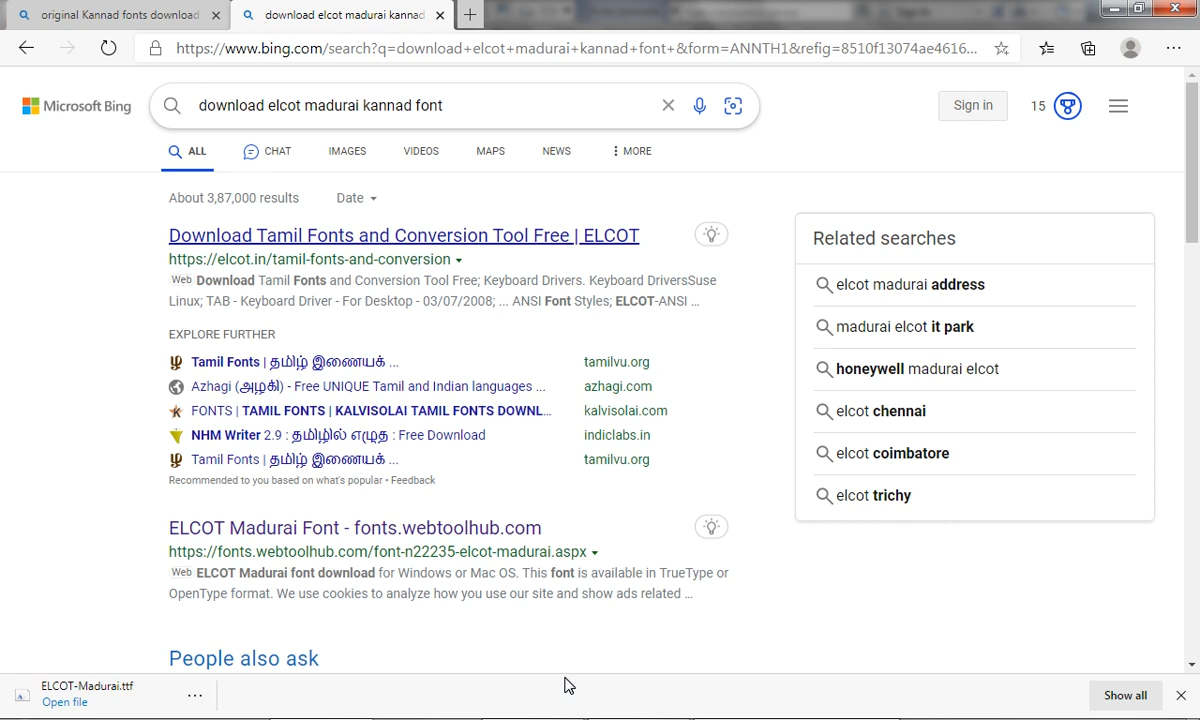 original Kannad fonts download
download elcot madurai kannad
https://www.bing.com/search?q=download+elcot+madurai+kannad+font+&form=ANNTH1&refig=8510f13074ae4616...
Microsoft Bing
download elcot madurai kannad font
Sign in
15
ALL
CHAT
IMAGES
VIDEOS
MAPS
NEWS
MORE
About 3,87,000 results
Date
Download Tamil Fonts and Conversion Tool Free | ELCOT
https://elcot.in/tamil-fonts-and-conversion
Web Download Tamil Fonts and Conversion Tool Free; Keyboard Drivers. Keyboard DriversSuse
Linux; TAB - Keyboard Driver - For Desktop - 03/07/2008; ... ANSI Font Styles; ELCOT-ANSI ...
EXPLORE FURTHER
Tamil Fonts | தமிழ் இணையக் ... tamilvu.org
Azhagi (அழகி) - Free UNIQUE Tamil and Indian languages ... azhagi.com
FONTS | TAMIL FONTS | KALVISOLAI TAMIL FONTS DOWNL... kalvisolai.com
NHM Writer 2.9 : தமிழில் எழுத : Free Download indiclabs.in
Tamil Fonts | தமிழ் இணையக் ... tamilvu.org
Recommended to you based on what's popular • Feedback
ELCOT Madurai Font - fonts.webtoolhub.com
https://fonts.webtoolhub.com/font-n22235-elcot-madurai.aspx
Web ELCOT Madurai font download for Windows or Mac OS. This font is available in TrueType or
OpenType format. We use cookies to analyze how you use our site and show ads related ...
People also ask
Related searches
elcot madurai address
madurai elcot it park
honeywell madurai elcot
elcot chennai
elcot coimbatore
elcot trichy
ELCOT-Madurai.ttf
Open file
Show all